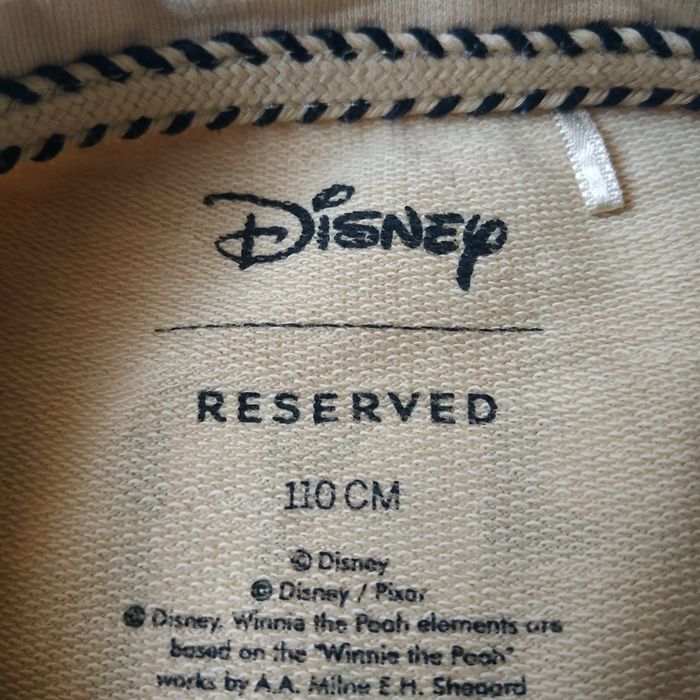 Disney
RESERVED
110 CM
© Disney
© Disney / Pixar
© Disney. Winnie the Pooh elements are
based on the "Winnie the Pooh"
works by A.A. Milne E.H. Shepard